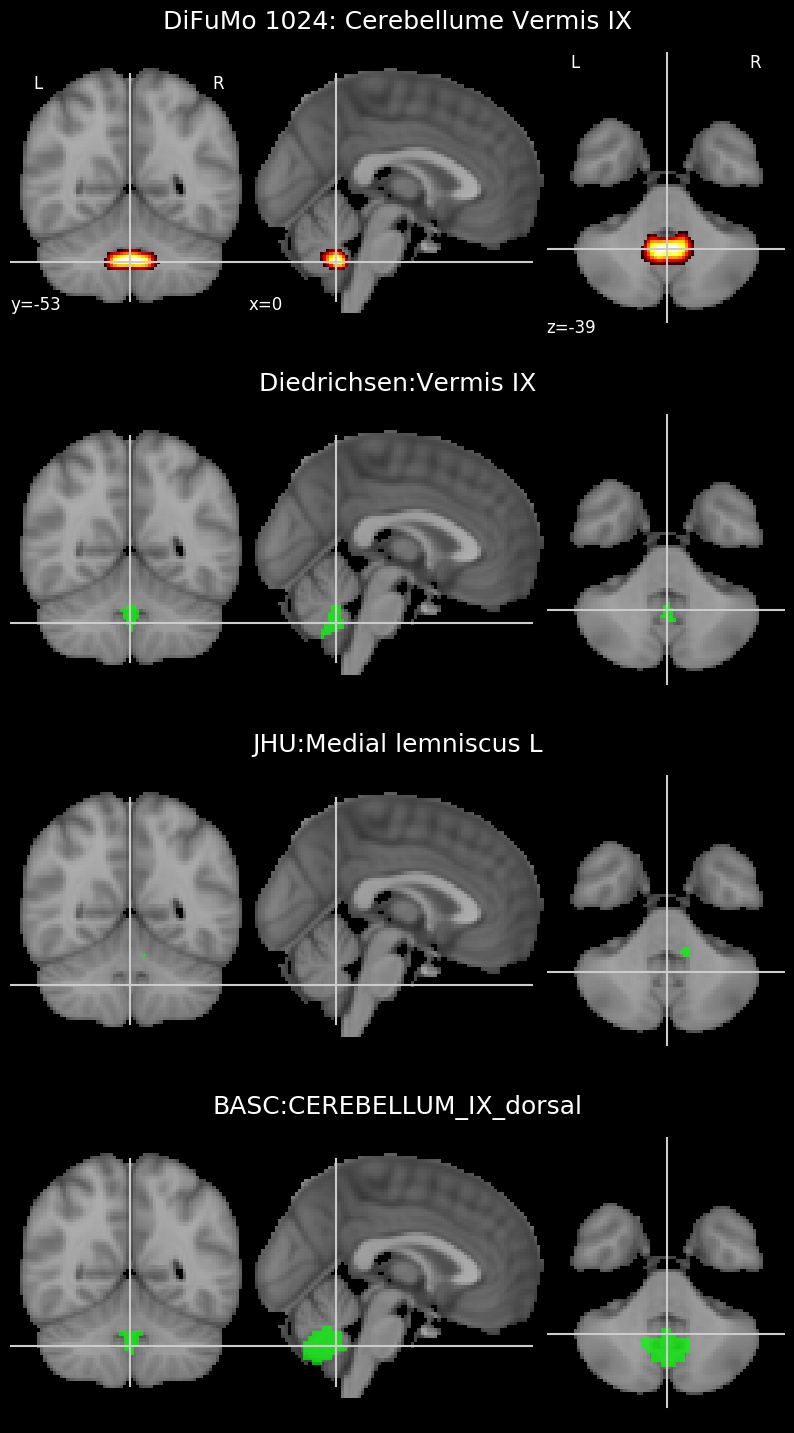 DiFuMo 1024: Cerebellume Vermis IX
L
R
L
R
y=-53
x=0
z=-39
Diedrichsen:Vermis IX
JHU:Medial lemniscus L
BASC:CEREBELLUM_IX_dorsal